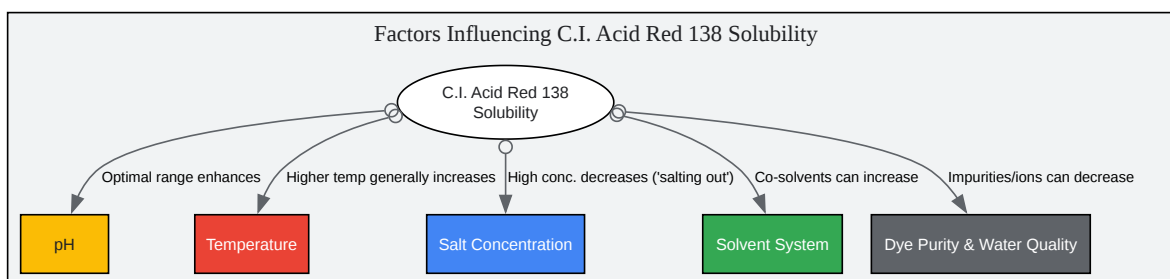 Factors Influencing C.I. Acid Red 138 Solubility
C.I. Acid Red 138
Solubility
Optimal range enhances
Higher temp generally increases
High conc. decreases ('salting out')
Co-solvents can increase
Impurities/ions can decrease
pH
Temperature
Salt Concentration
Solvent System
Dye Purity & Water Quality